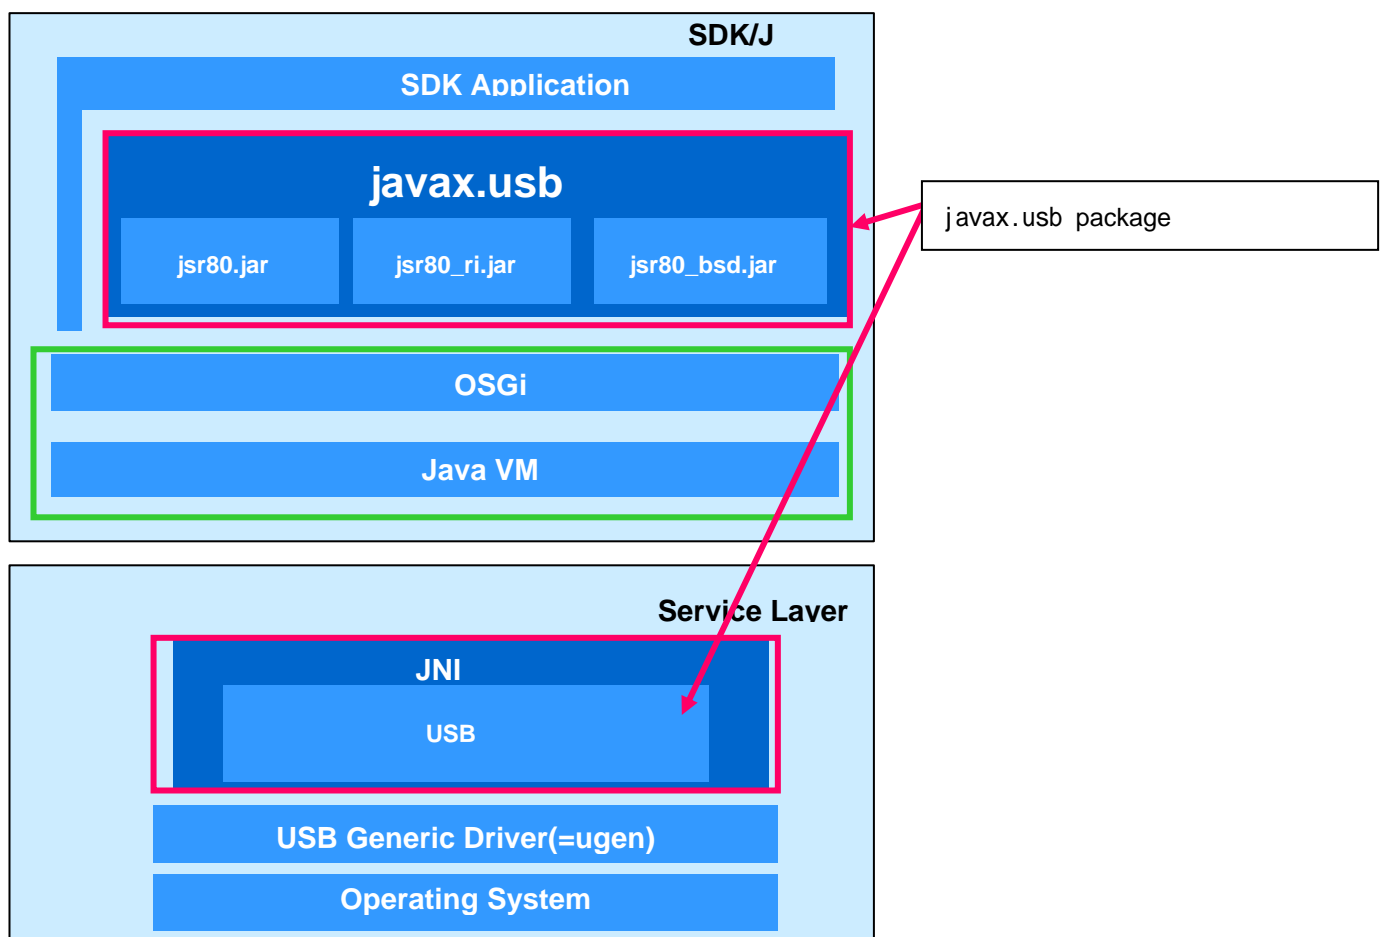 SDK/J
SDK Application
javax.usb
jsr80.jar
jsr80_ri.jar
jsr80_bsd.jar
javax.usb package
OSGi
Java VM
Service Layer
JNI
USB
USB Generic Driver(=ugen)
Operating System